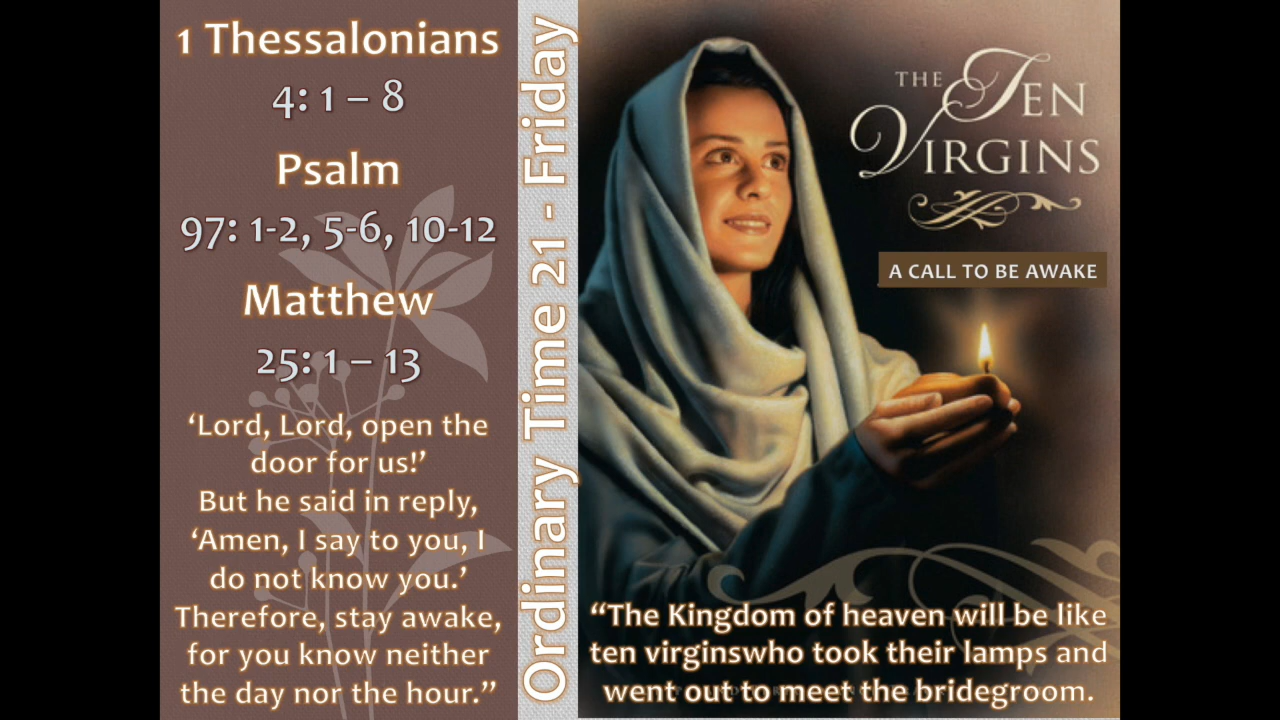 1 Thessalonians
4: 1 – 8
Psalm
97: 1-2, 5-6, 10-12
Matthew
25: 1 – 13
‘Lord, Lord, open the
door for us!’
But he said in reply,
‘Amen, I say to you, I
do not know you.’
Therefore, stay awake,
for you know neither
the day nor the hour.”
Ordinary Time 21 - Friday
THE TEN
VIRGINS
A CALL TO BE AWAKE
“The Kingdom of heaven will be like
ten virginswho took their lamps and
went out to meet the bridegroom.